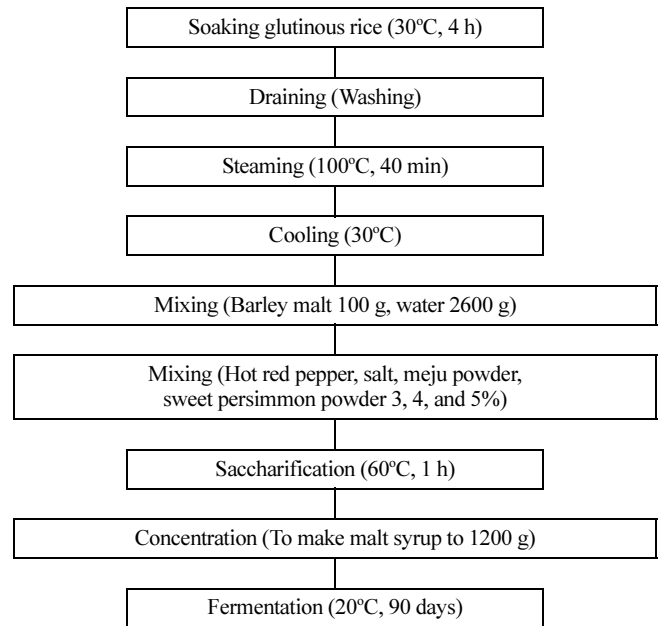 Soaking glutinous rice (30ºC, 4 h)
Draining (Washing)
Steaming (100ºC, 40 min)
Cooling (30ºC)
Mixing (Barley malt 100 g, water 2600 g)
Mixing (Hot red pepper, salt, meju powder,
sweet persimmon powder 3, 4, and 5%)
Saccharification (60ºC, 1 h)
Concentration (To make malt syrup to 1200 g)
Fermentation (20ºC, 90 days)